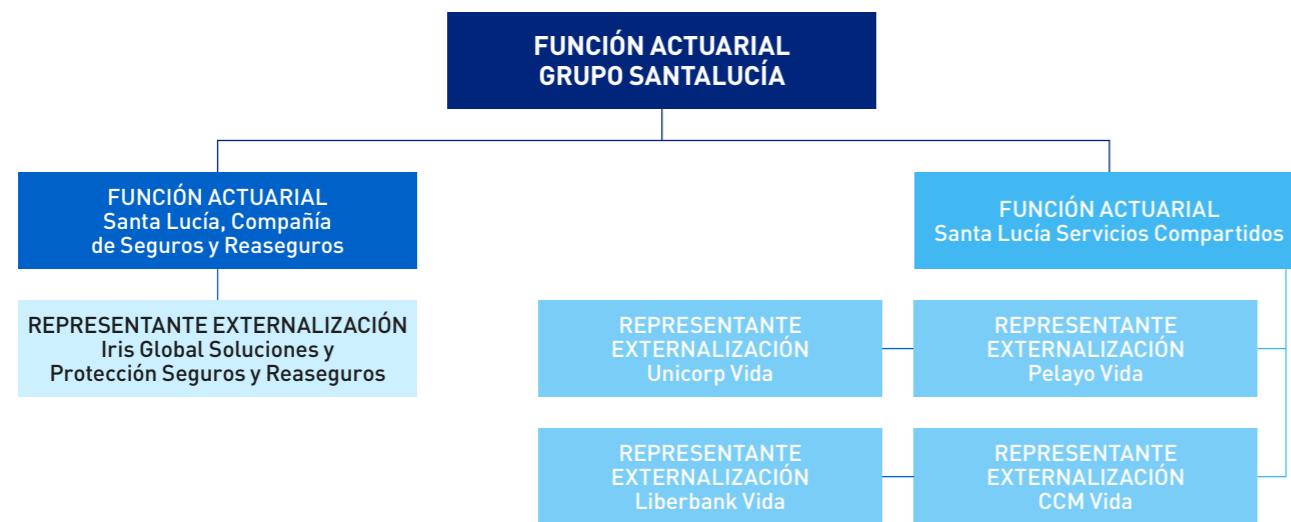 FUNCIÓN ACTUARIAL
GRUPO SANTALUCÍA
FUNCIÓN ACTUARIAL
Santa Lucía, Compañía
de Seguros y Reaseguros
FUNCIÓN ACTUARIAL
Santa Lucía Servicios Compartidos
REPRESENTANTE EXTERNALIZACIÓN
Iris Global Soluciones y
Protección Seguros y Reaseguros
REPRESENTANTE
EXTERNALIZACIÓN
Unicorp Vida
REPRESENTANTE
EXTERNALIZACIÓN
Pelayo Vida
REPRESENTANTE
EXTERNALIZACIÓN
Liberbank Vida
REPRESENTANTE
EXTERNALIZACIÓN
CCM Vida